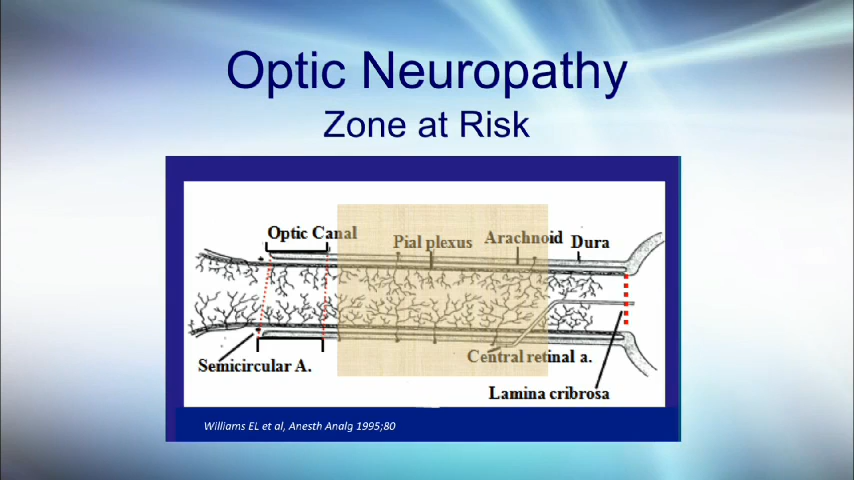 Optic Neuropathy
Zone at Risk
Optic Canal
Pial plexus
Arachnoid
Dura
Semicircular A.
Central retinal a.
Lamina cribrosa
Williams EL et al, Anesth Analg 1995;80